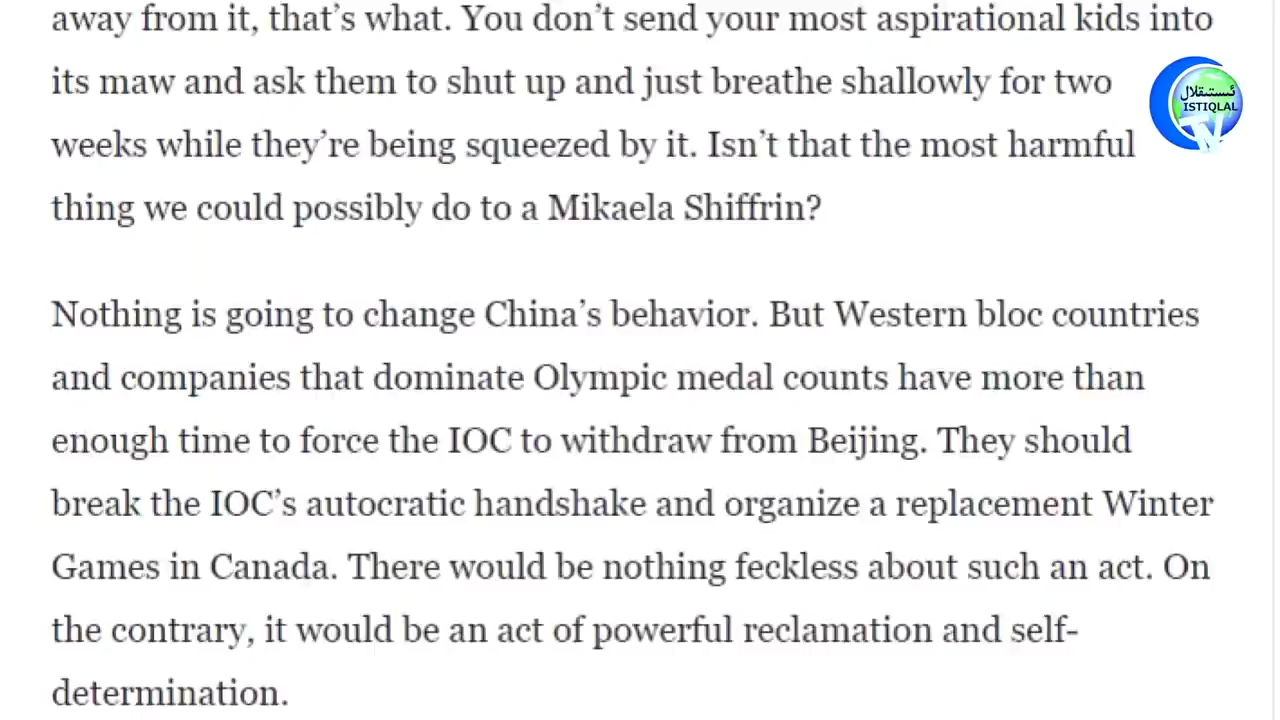 away from it, that’s what. You don’t send your most aspirational kids into
its maw and ask them to shut up and just breathe shallowly for two
weeks while they’re being squeezed by it. Isn’t that the most harmful
thing we could possibly do to a Mikaela Shiffrin?
Nothing is going to change China’s behavior. But Western bloc countries
and companies that dominate Olympic medal counts have more than
enough time to force the IOC to withdraw from Beijing. They should
break the IOC’s autocratic handshake and organize a replacement Winter
Games in Canada. There would be nothing feckless about such an act. On
the contrary, it would be an act of powerful reclamation and self-
determination.
ئىستىقلال
ISTIQLAL
TV